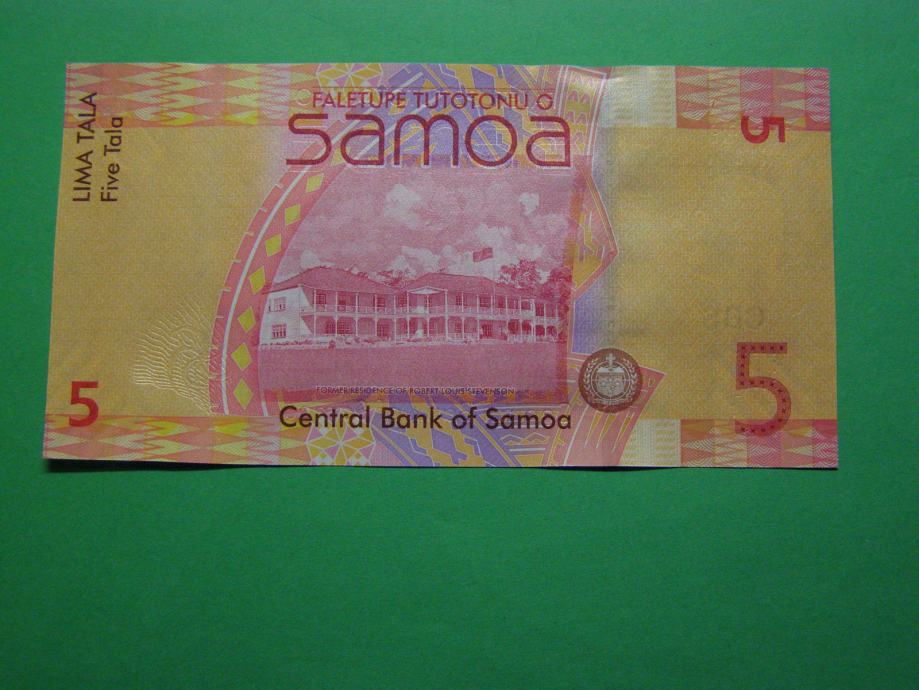 LIMA TALA
Five Tala
FALETUPE TUTOTONU O
Samoa
5
FORMER RESIDENCE OF ROBERT LOUIS STEVENSON
5
5
Central Bank of Samoa